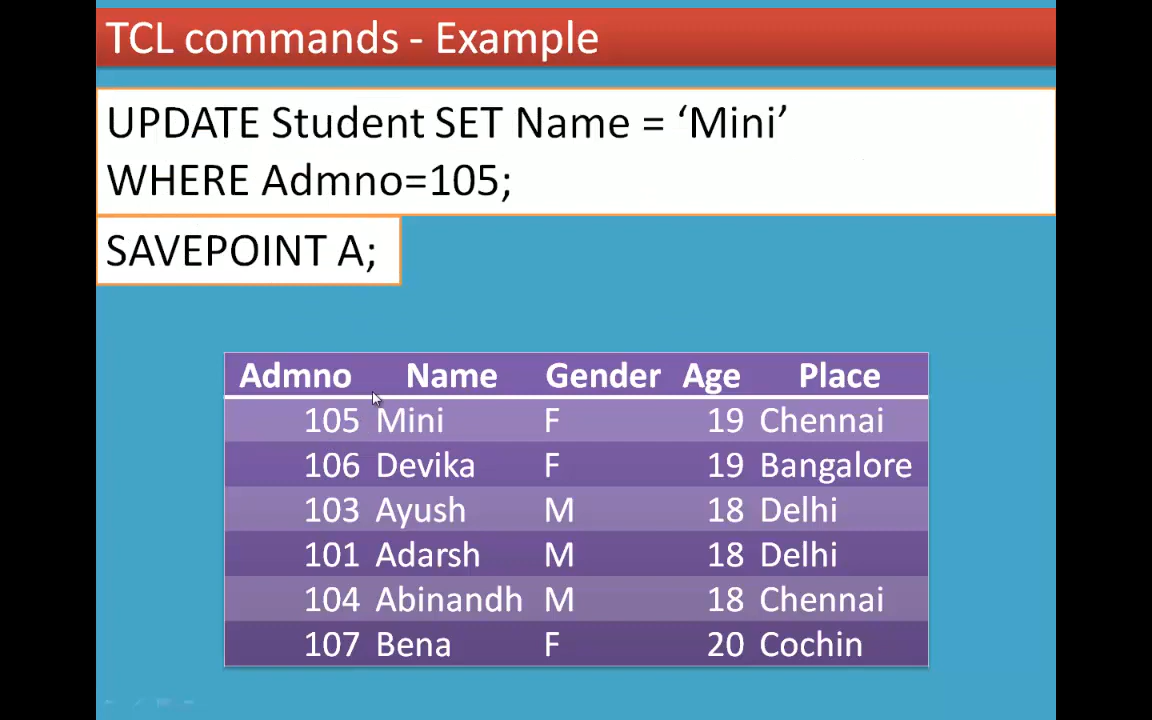 TCL commands - Example
UPDATE Student SET Name = ‘Mini’
WHERE Admno=105;
SAVEPOINT A;
Admno Name Gender Age Place
105 Mini F 19 Chennai
106 Devika F 19 Bangalore
103 Ayush M 18 Delhi
101 Adarsh M 18 Delhi
104 Abinandh M 18 Chennai
107 Bena F 20 Cochin